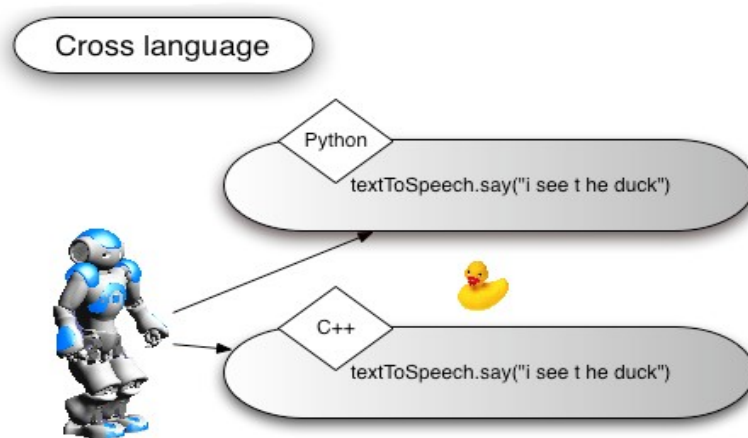 Cross language
Python
textToSpeech.say("i see t he duck")
C++
textToSpeech.say("i see t he duck")